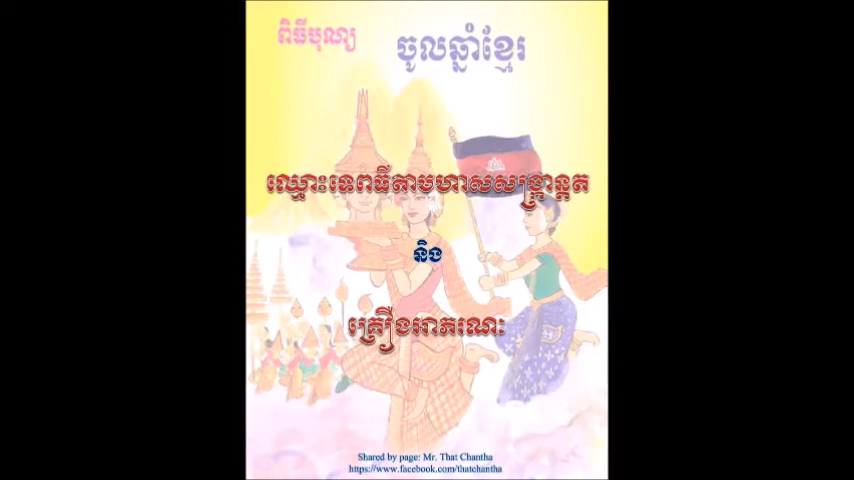 ពិធីបុណ្យ
ចូលឆ្នាំខ្មែរ
ឈ្មោះទេពធីតាមហាសសង្ក្រាន្តត
និង
គ្រឿងអាភរណៈ
Shared by page: Mr. That Chantha
https://www.facebook.com/thatchantha